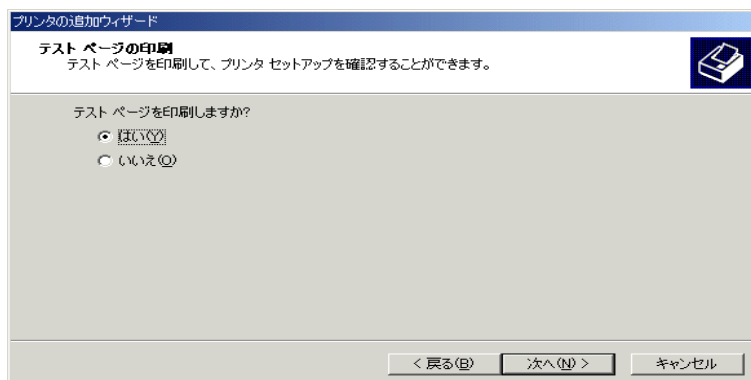 プリンタの追加ウィザード
テスト ページの印刷
テスト ページを印刷して、プリンタ セットアップを確認することができます。
テスト ページを印刷しますか?
はい(Y)
いいえ(O)
< 戻る(B)
次へ(N) >
キャンセル